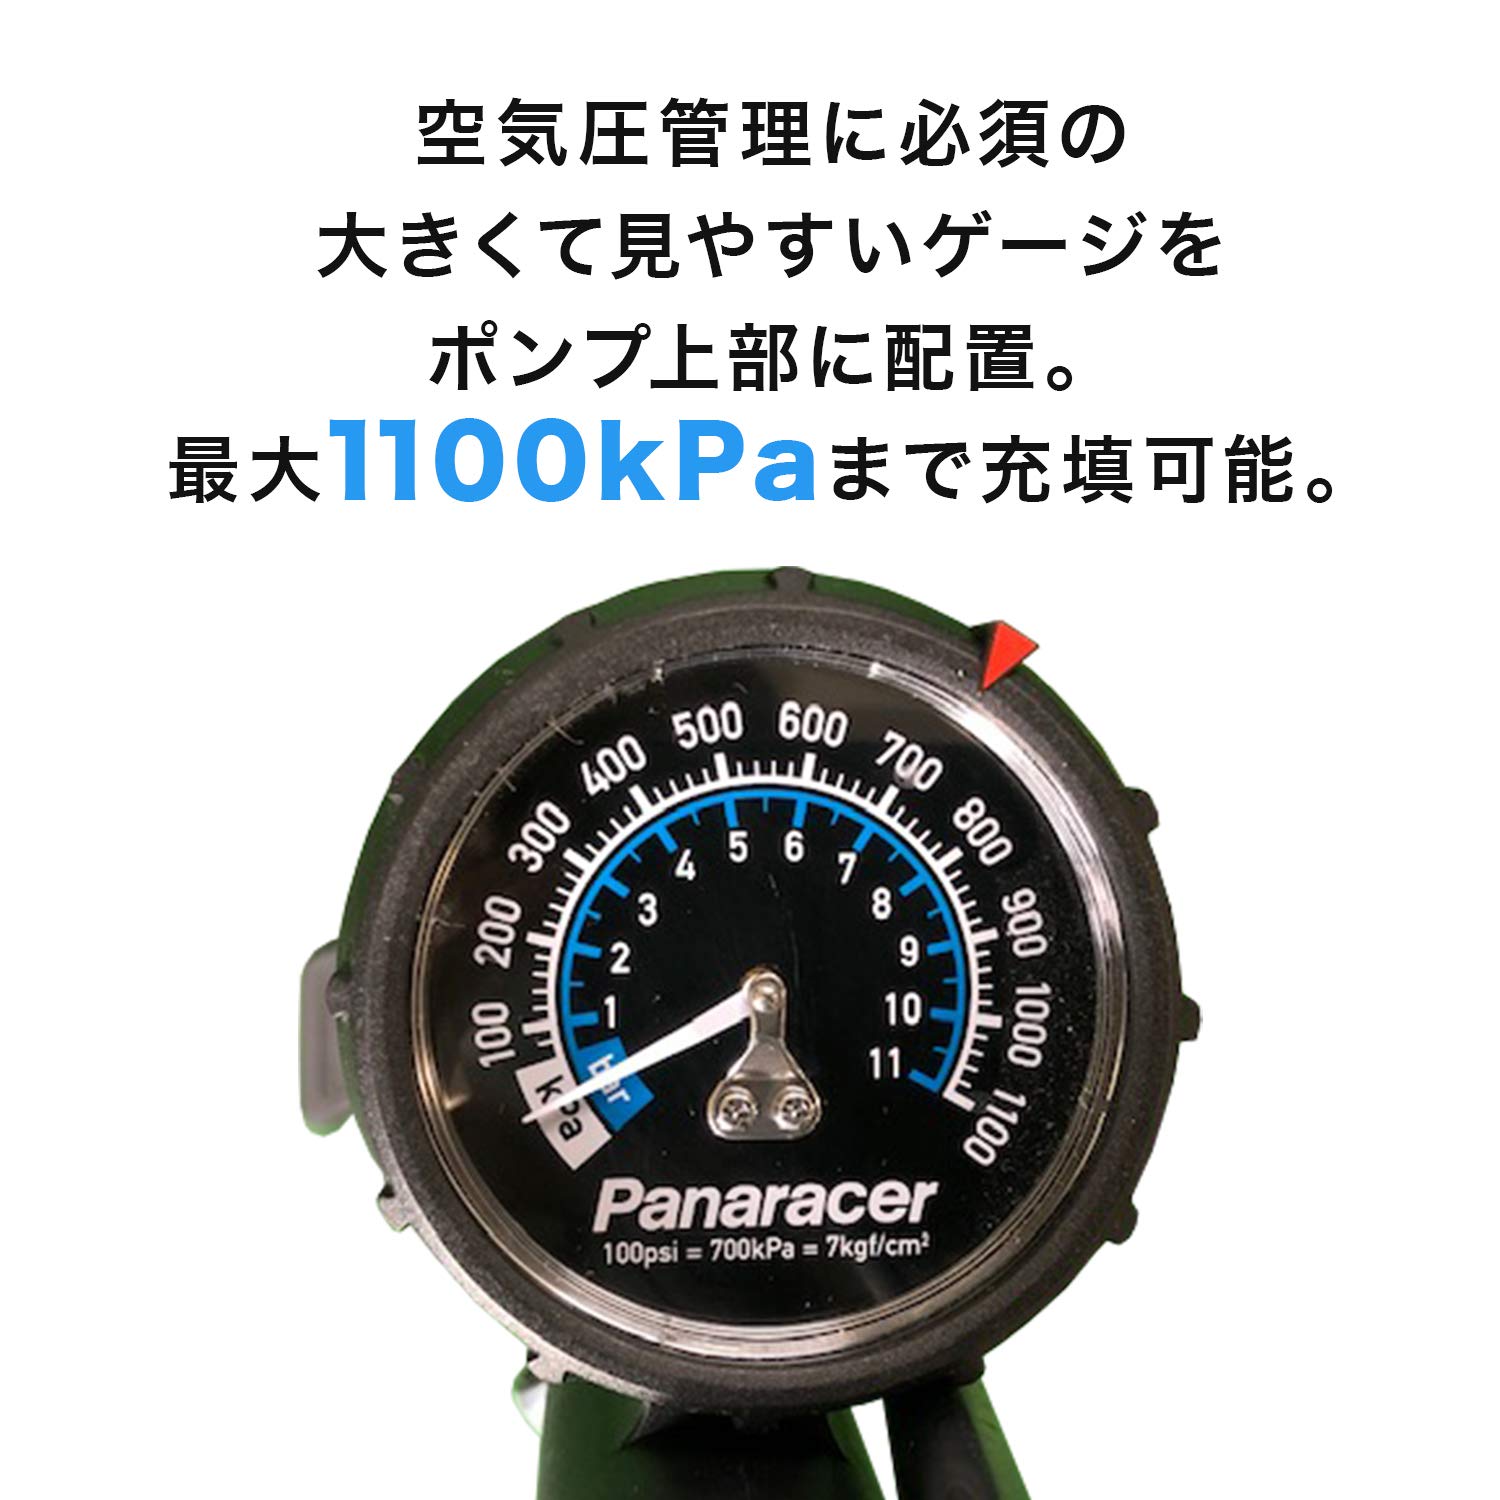 空気圧管理に必須の
大きくて見やすいゲージを
ポンプ上部に配置。
最大1100kPaまで充填可能。
100 200 300 400 500 600 700 800 900 1000 1100
1 2 3 4 5 6 7 8 9 10 11
bar
kpa
Panaracer
100psi = 700kPa = 7kgf/cm²